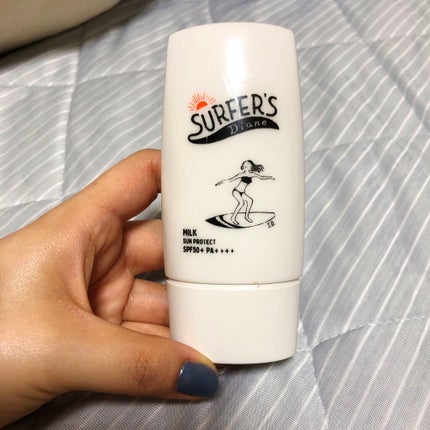 SURFER'S
Diane
S.D.
MILK
SUN PROTECT
SPF50+ PA++++